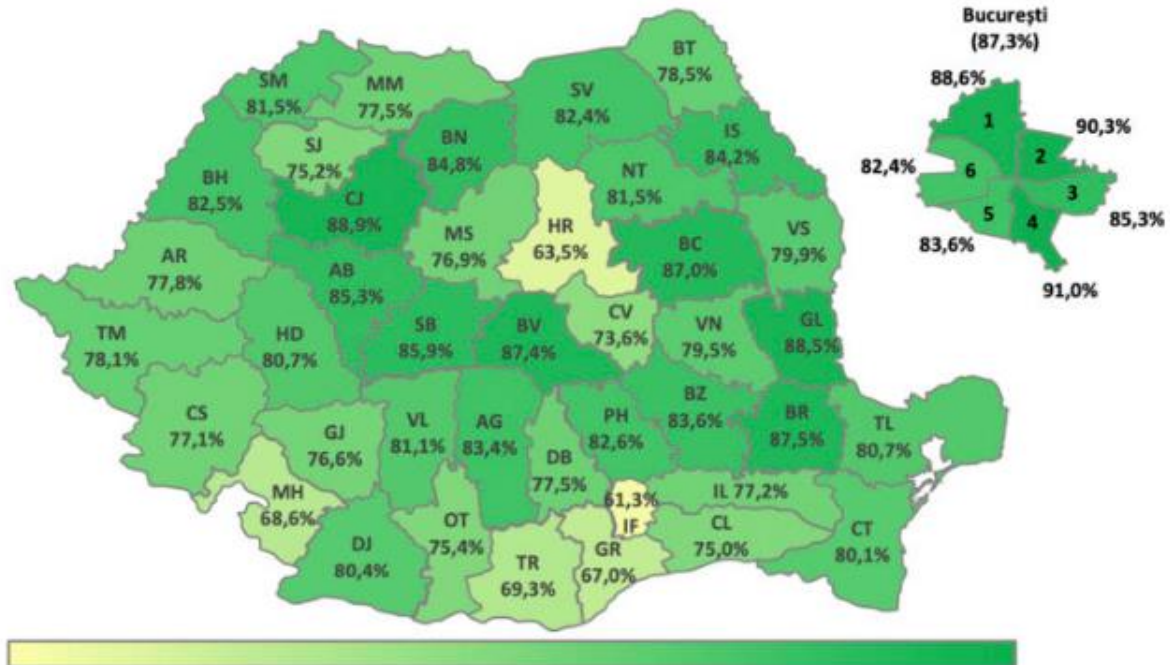 București
(87,3%)
88,6%
1
90,3%
2
82,4%
6
3
5
4
85,3%
83,6%
91,0%
BT
78,5%
SM
81,5%
MM
77,5%
SV
82,4%
BN
84,8%
IS
84,2%
SJ
75,2%
NT
81,5%
BH
82,5%
CJ
88,9%
HR
63,5%
MS
76,9%
BC
87,0%
VS
79,9%
AR
77,8%
AB
85,3%
CV
73,6%
VN
79,5%
GL
88,5%
TM
78,1%
HD
80,7%
SB
85,9%
BV
87,4%
BZ
83,6%
BR
87,5%
TL
80,7%
CS
77,1%
GJ
76,6%
VL
81,1%
AG
83,4%
PH
82,6%
DB
77,5%
MH
68,6%
61,3%
IF
IL 77,2%
OT
75,4%
CL
75,0%
CT
80,1%
DJ
80,4%
TR
69,3%
GR
67,0%